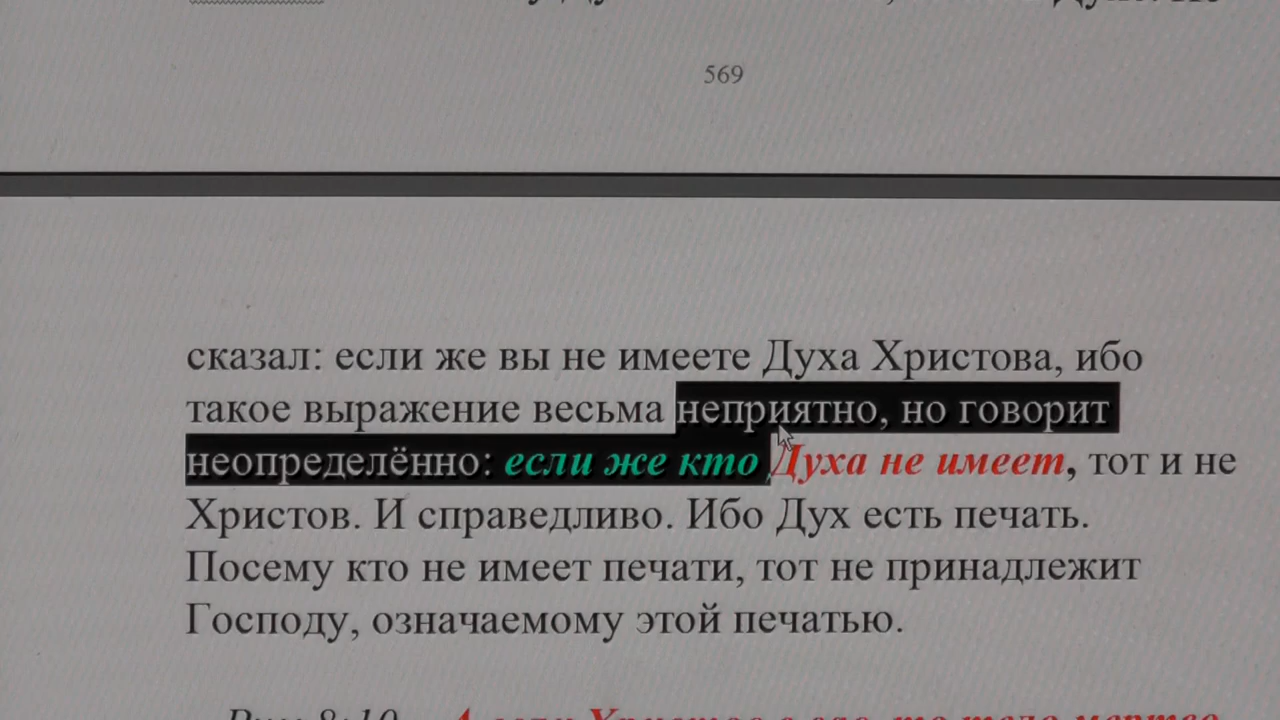 569
сказал: если же вы не имеете Духа Христова, ибо
такое выражение весьма неприятно, но говорит
неопределённо: если же кто Духа не имеет, тот и не
Христов. И справедливо. Ибо Дух есть печать.
Посему кто не имеет печати, тот не принадлежит
Господу, означаемому этой печатью.